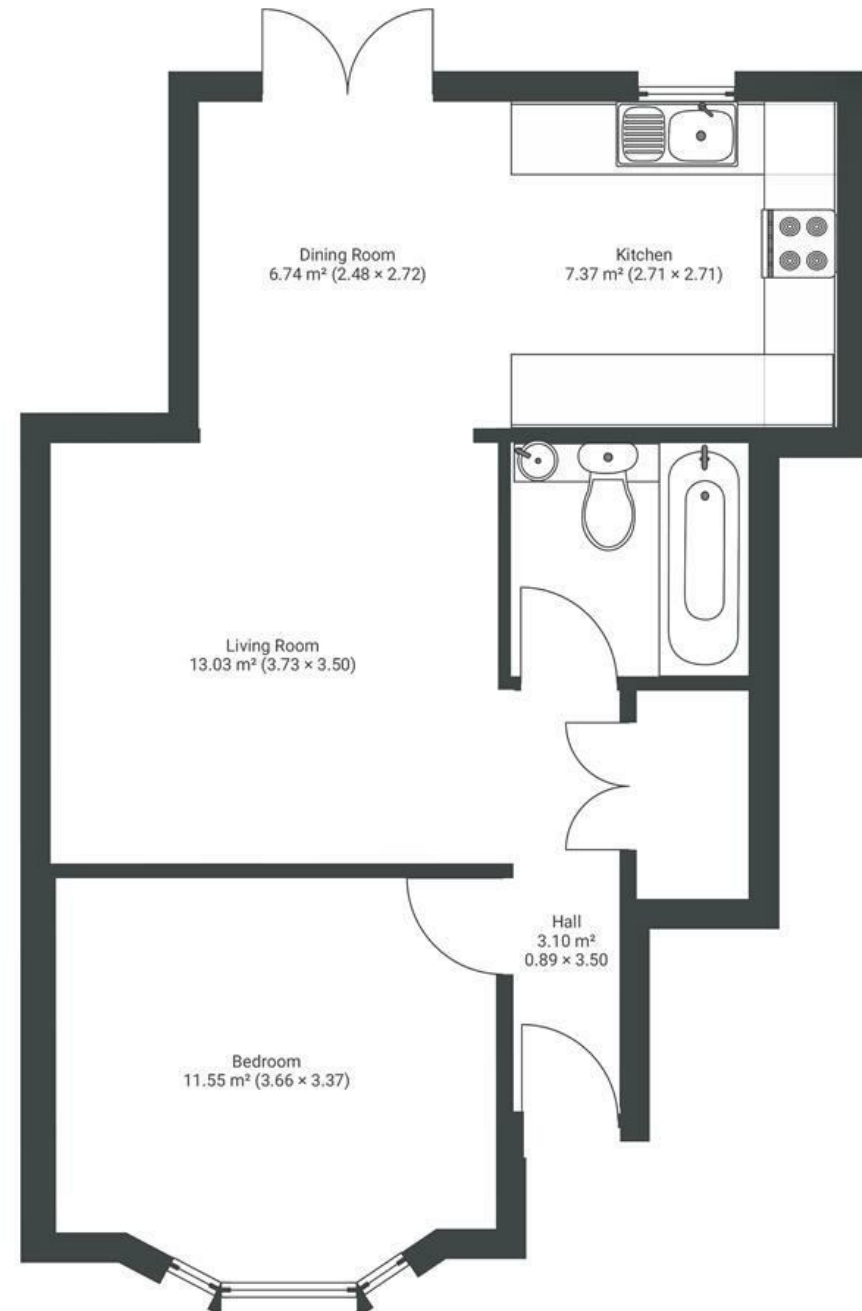 Dining Room
6.74 m² (2.48 × 2.72)
Kitchen
7.37 m² (2.71 × 2.71)
Living Room
13.03 m² (3.73 × 3.50)
Hall
3.10 m²
0.89 × 3.50
Bedroom
11.55 m² (3.66 × 3.37)